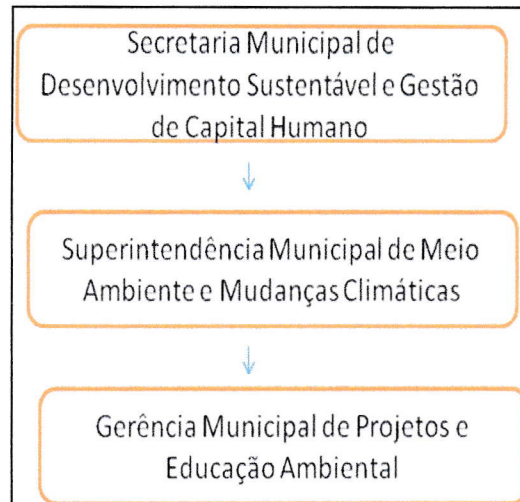 Secretaria Municipal de
Desenvolvimento Sustentável e Gestão
de Capital Humano
Superintendência Municipal de Meio
Ambiente e Mudanças Climáticas
Gerência Municipal de Projetos e
Educação Ambiental